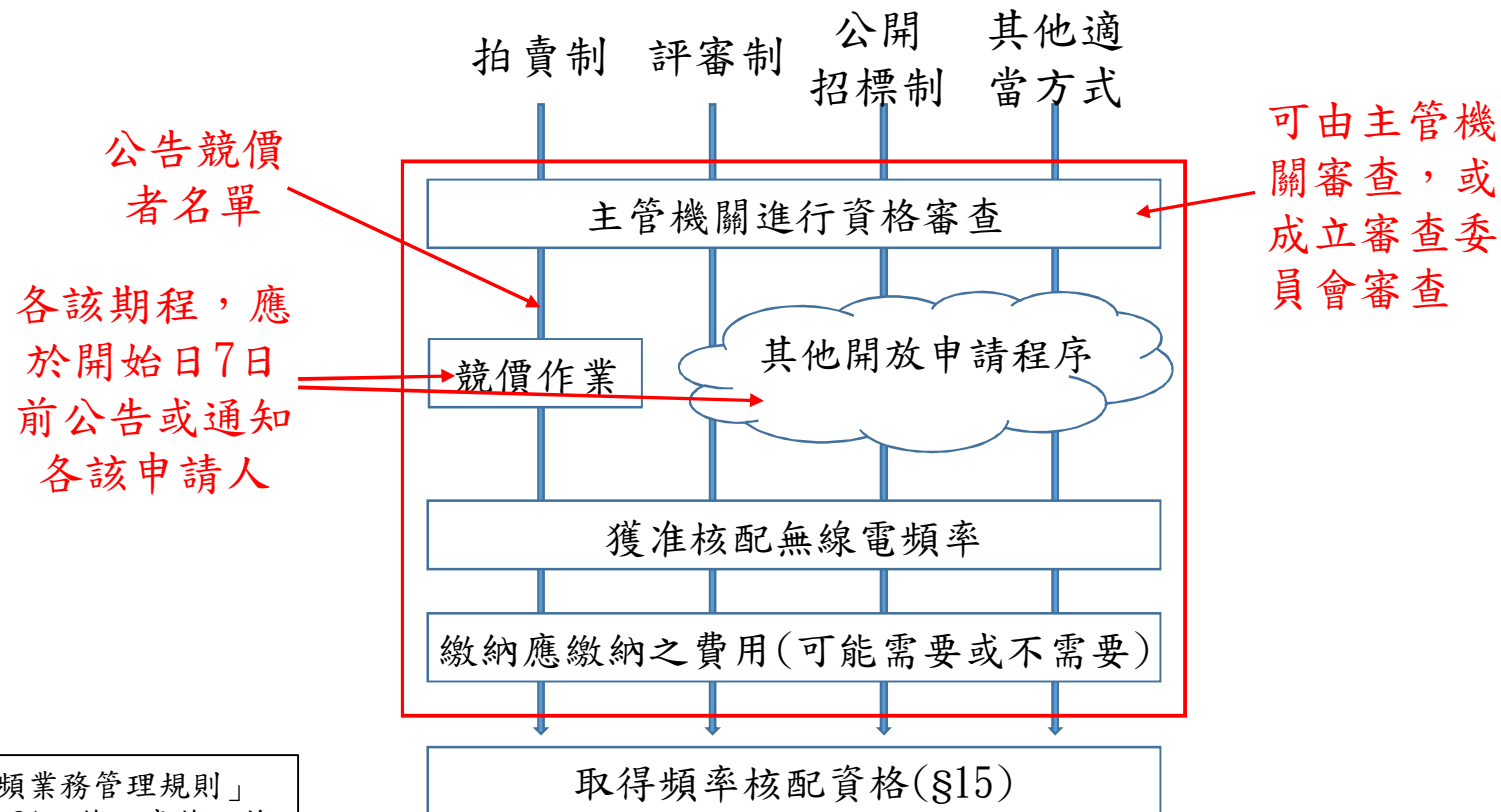 拍賣制
評審制
公開
招標制
其他適
當方式
公告競價
者名單
可由主管機
關審查，或
成立審查委
員會審查
主管機關進行資格審查
各該期程，應
於開始日7日
前公告或通知
各該申請人
競價作業
其他開放申請程序
獲准核配無線電頻率
繳納應繳納之費用(可能需要或不需要)
取得頻率核配資格(§15)
頻業務管理規則」